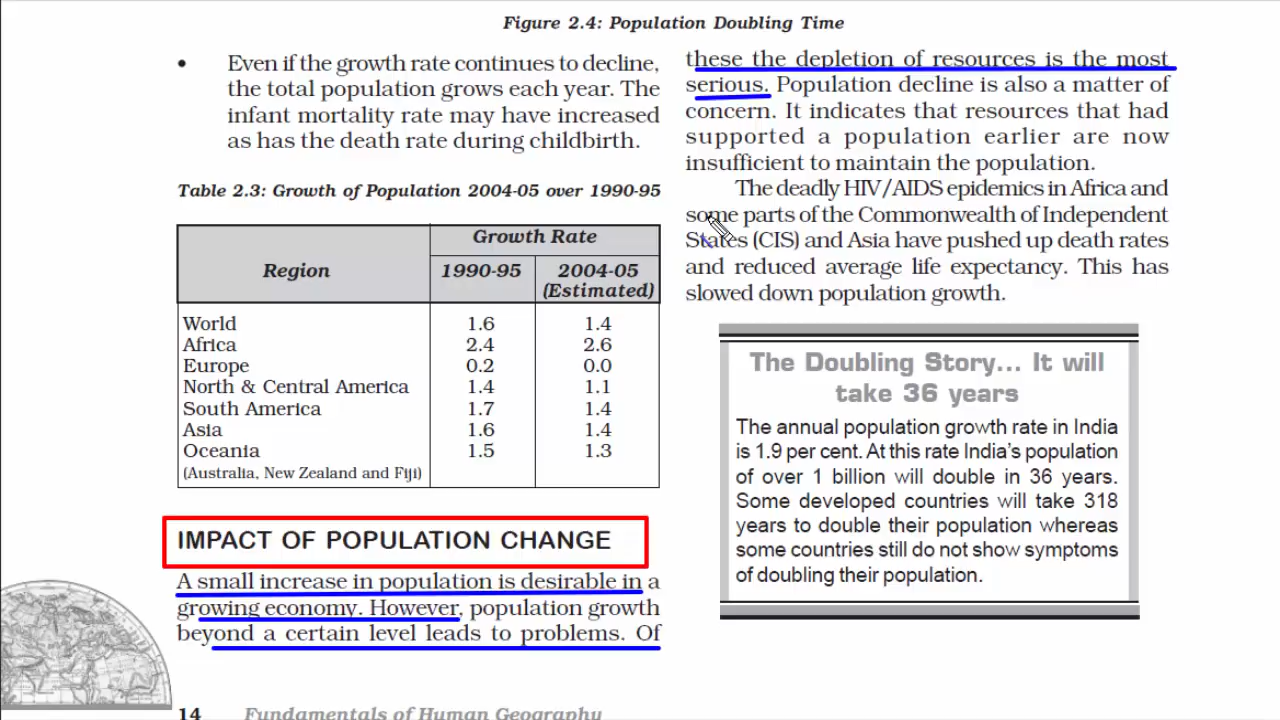 Figure 2.4: Population Doubling Time
• Even if the growth rate continues to decline,
the total population grows each year. The
infant mortality rate may have increased
as has the death rate during childbirth.
Table 2.3: Growth of Population 2004-05 over 1990-95
Growth Rate
Region 1990-95 2004-05
(Estimated)
World 1.6 1.4
Africa 2.4 2.6
Europe 0.2 0.0
North & Central America 1.4 1.1
South America 1.7 1.4
Asia 1.6 1.4
Oceania 1.5 1.3
(Australia, New Zealand and Fiji)
IMPACT OF POPULATION CHANGE
A small increase in population is desirable in a
growing economy. However, population growth
beyond a certain level leads to problems. Of
these the depletion of resources is the most
serious. Population decline is also a matter of
concern. It indicates that resources that had
supported a population earlier are now
insufficient to maintain the population.
The deadly HIV/AIDS epidemics in Africa and
some parts of the Commonwealth of Independent
States (CIS) and Asia have pushed up death rates
and reduced average life expectancy. This has
slowed down population growth.
The Doubling Story... It will
take 36 years
The annual population growth rate in India
is 1.9 per cent. At this rate India's population
of over 1 billion will double in 36 years.
Some developed countries will take 318
years to double their population whereas
some countries still do not show symptoms
of doubling their population.
14 Fundamentals of Human Geography